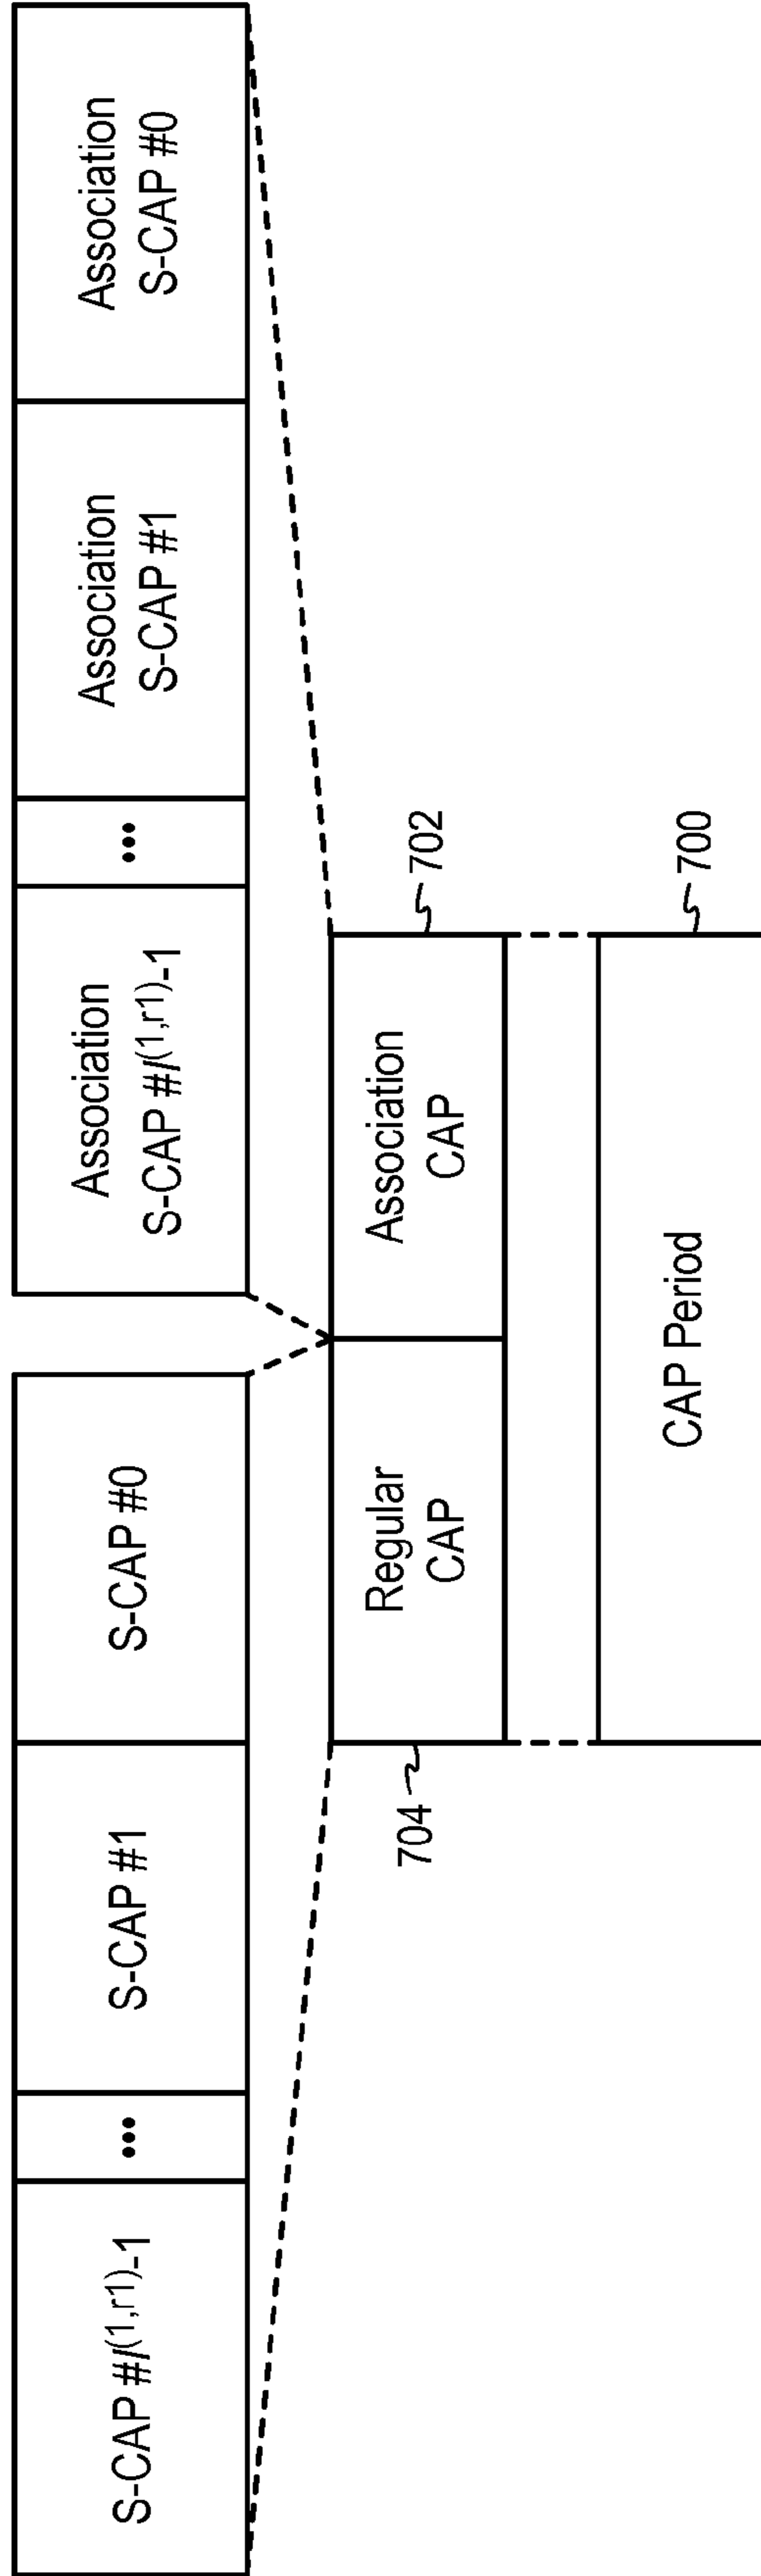 S-CAP #I^(1,r1)-1
•••
S-CAP #1
S-CAP #0
Association
S-CAP #I^(1,r1)-1
•••
Association
S-CAP #1
Association
S-CAP #0
704
Regular
CAP
Association
CAP
702
CAP Period
700